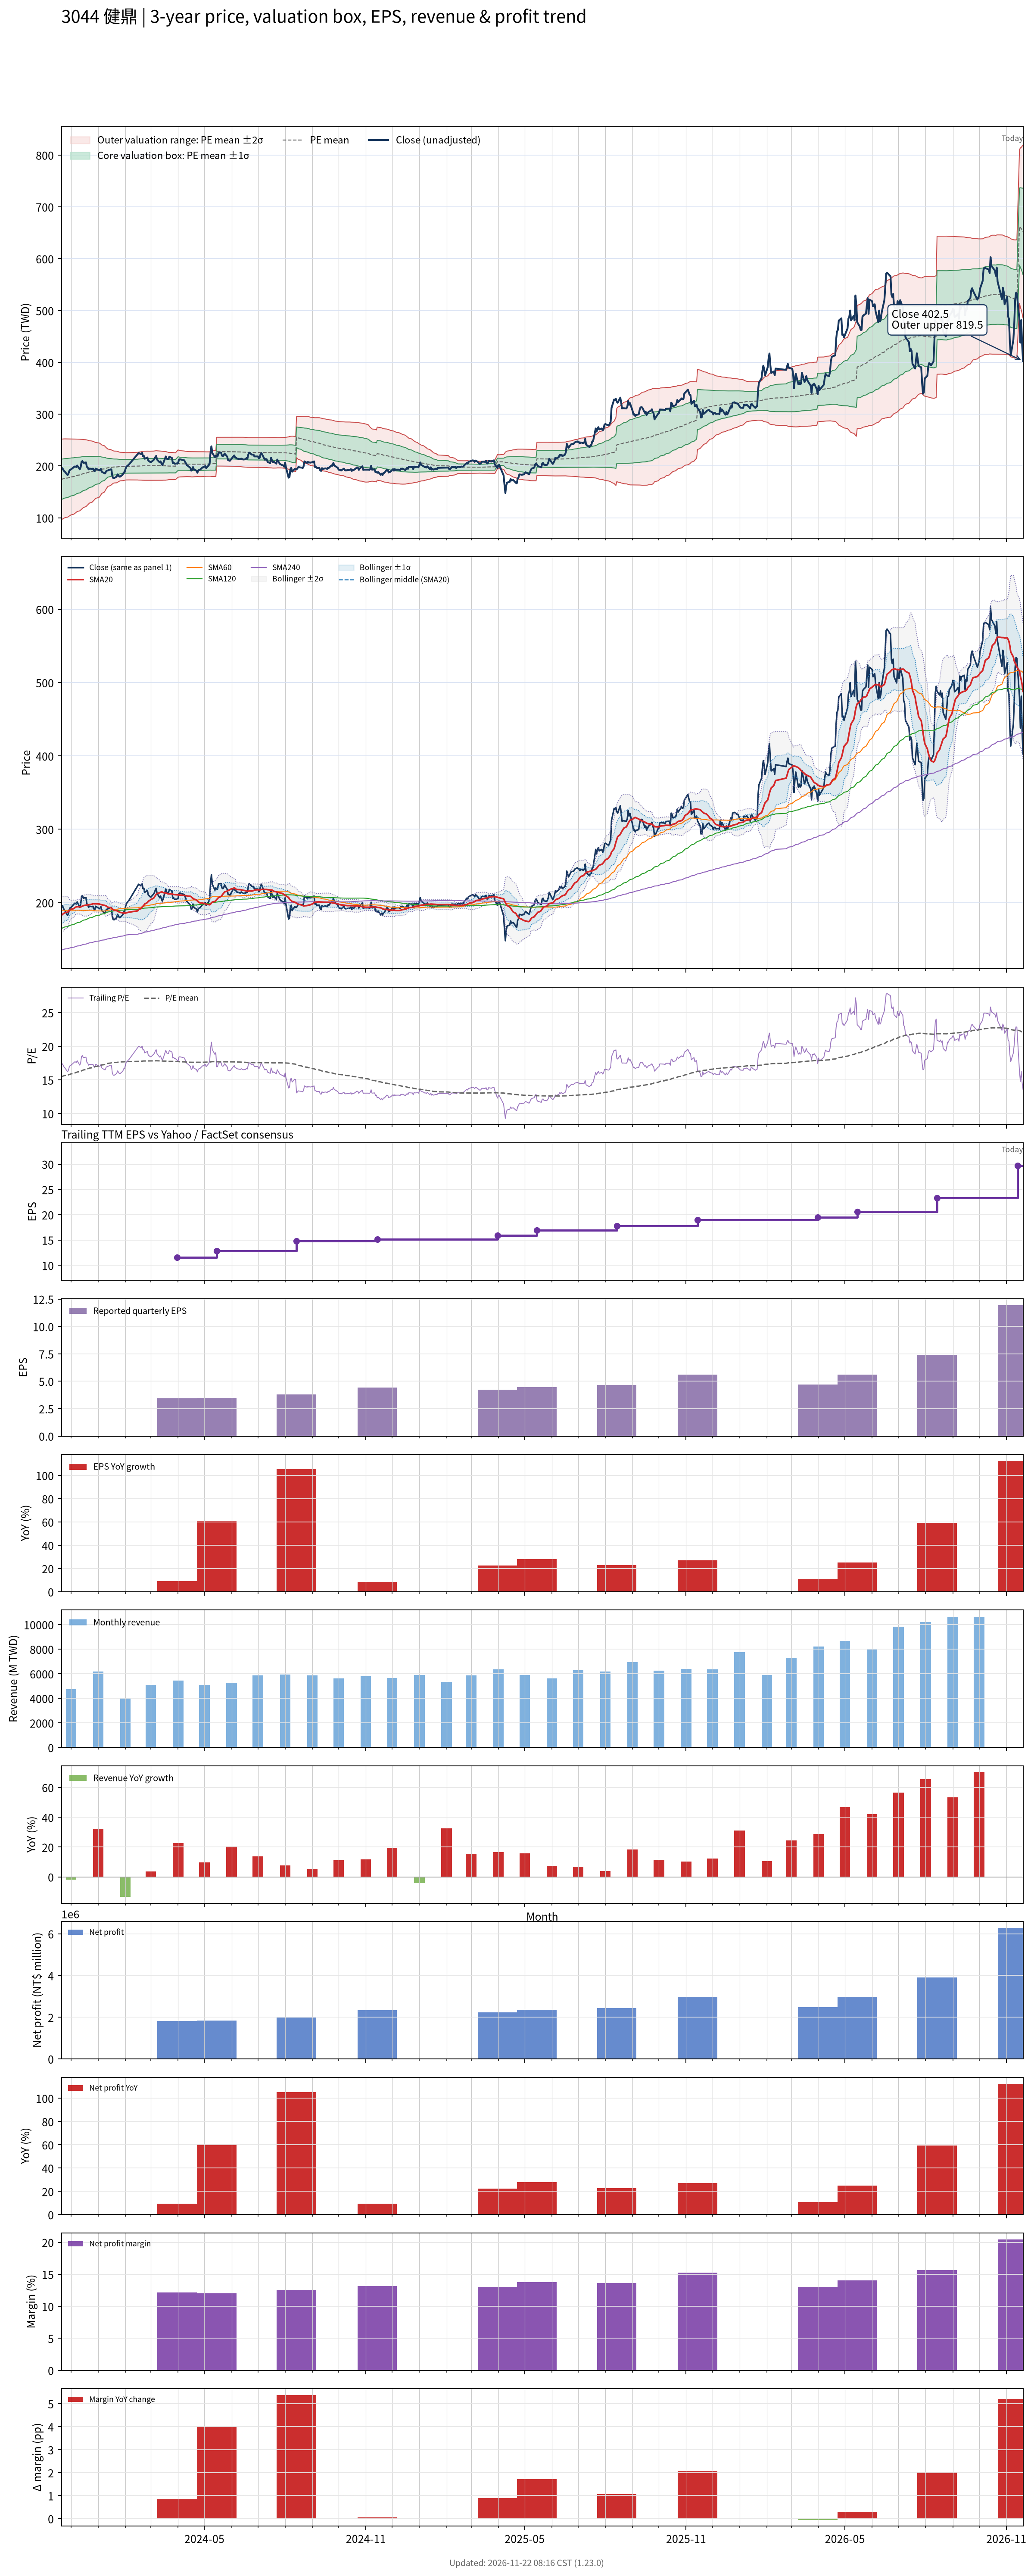 3044 健鼎 | 3-year price, valuation box, EPS, revenue & profit trend
Outer valuation range: PE mean ±2σ
PE mean
Close (unadjusted)
Core valuation box: PE mean ±1σ
Today
Close 402.5
Outer upper 819.5
Price (TWD)
800
700
600
500
400
300
200
100
Close (same as panel 1)
SMA20
SMA60
SMA120
SMA240
Bollinger ±2σ
Bollinger ±1σ
Bollinger middle (SMA20)
Price
600
500
400
300
200
Trailing P/E
P/E mean
P/E
25
20
15
10
Trailing TTM EPS vs Yahoo / FactSet consensus
Today
EPS
30
25
20
15
10
Reported quarterly EPS
EPS
12.5
10.0
7.5
5.0
2.5
0.0
EPS YoY growth
YoY (%)
100
80
60
40
20
0
Monthly revenue
Revenue (M TWD)
10000
8000
6000
4000
2000
0
Revenue YoY growth
YoY (%)
60
40
20
0
Month
1e6
Net profit
Net profit (NT$ million)
6
4
2
0
Net profit YoY
YoY (%)
100
80
60
40
20
0
Net profit margin
Margin (%)
20
15
10
5
0
Margin YoY change
Δ margin (pp)
5
4
3
2
1
0
2024-05
2024-11
2025-05
2025-11
2026-05
2026-11
Updated: 2026-11-22 08:16 CST (1.23.0)